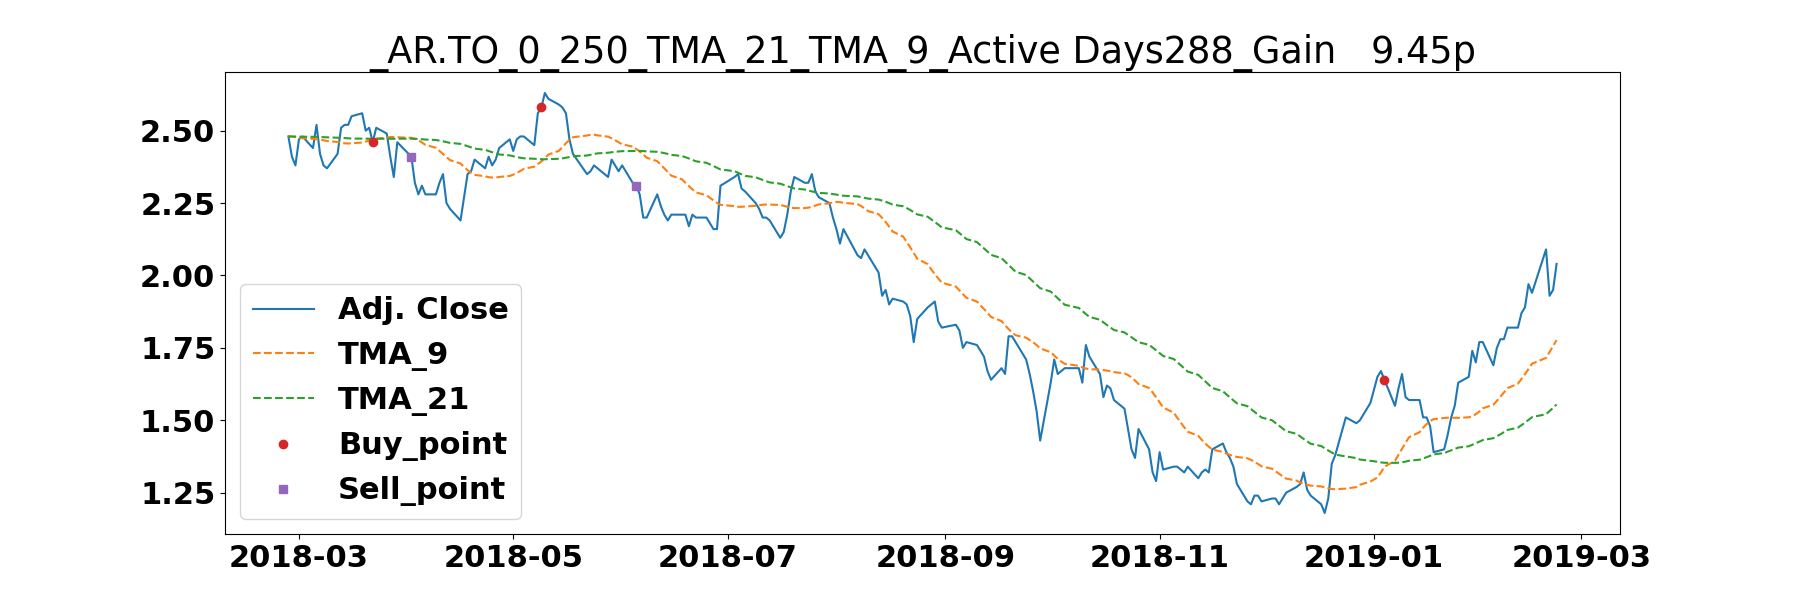 _AR.TO_0_250_TMA_21_TMA_9_Active Days288_Gain   9.45p
2.50
2.25
2.00
1.75
1.50
1.25
Adj. Close
TMA_9
TMA_21
Buy_point
Sell_point
2018-03 2018-05 2018-07 2018-09 2018-11 2019-01 2019-03